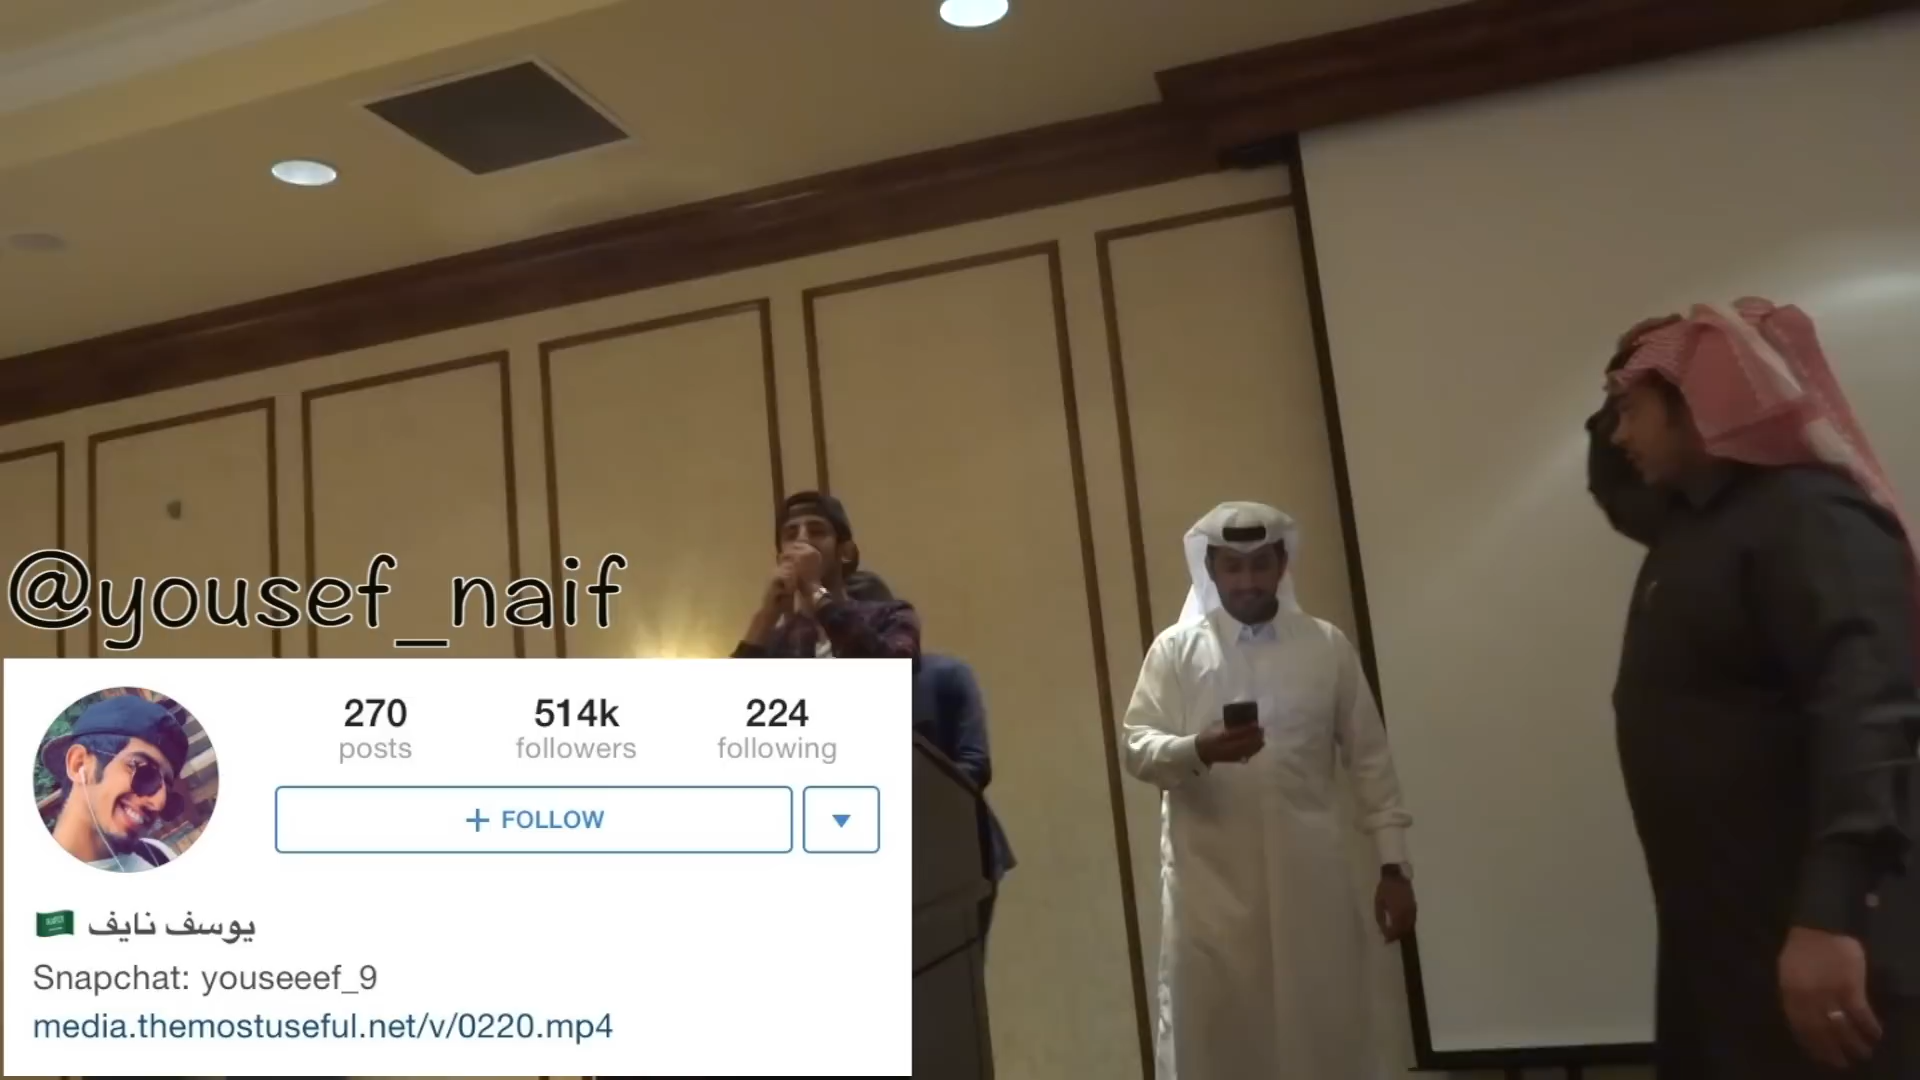 @yousef_naif
270 514k 224
posts followers following
+ FOLLOW
يوسف نايف 🇸🇦
Snapchat: youseeef_9
media.themostuseful.net/v/0220.mp4